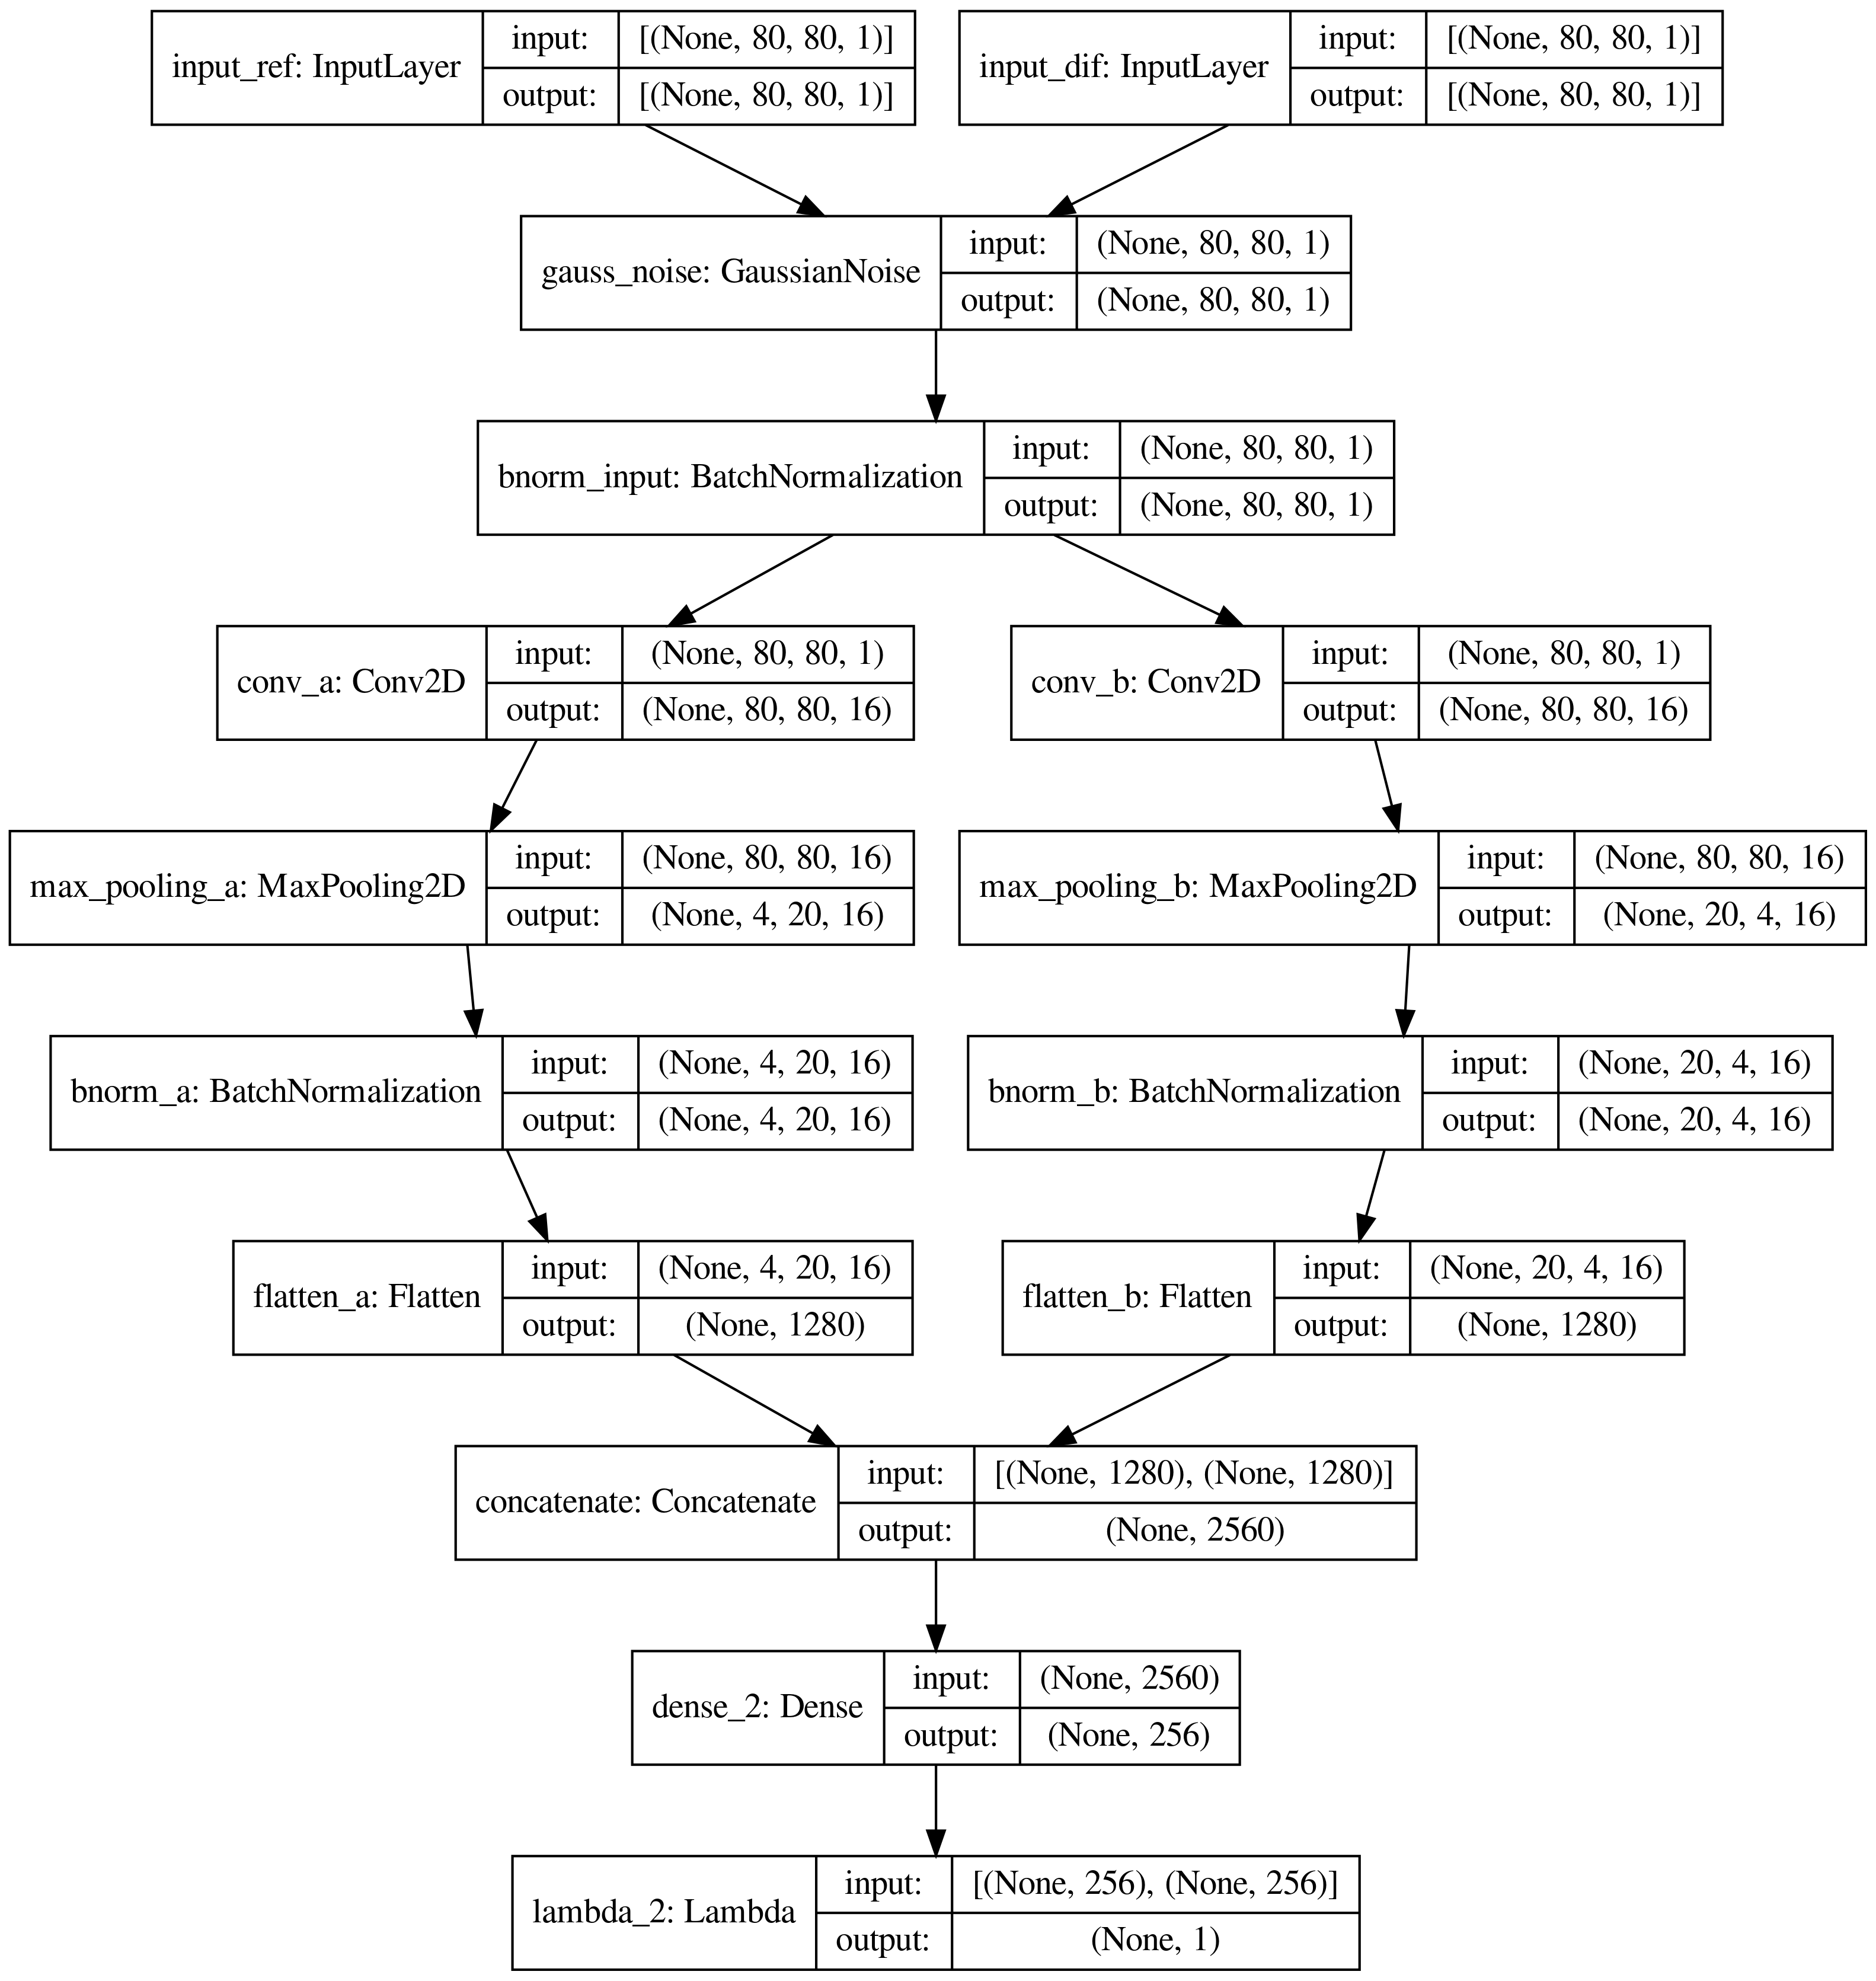 input_ref: InputLayer
input: [(None, 80, 80, 1)]
output: [(None, 80, 80, 1)]
input_dif: InputLayer
input: [(None, 80, 80, 1)]
output: [(None, 80, 80, 1)]
gauss_noise: GaussianNoise
input: (None, 80, 80, 1)
output: (None, 80, 80, 1)
bnorm_input: BatchNormalization
input: (None, 80, 80, 1)
output: (None, 80, 80, 1)
conv_a: Conv2D
input: (None, 80, 80, 1)
output: (None, 80, 80, 16)
conv_b: Conv2D
input: (None, 80, 80, 1)
output: (None, 80, 80, 16)
max_pooling_a: MaxPooling2D
input: (None, 80, 80, 16)
output: (None, 4, 20, 16)
max_pooling_b: MaxPooling2D
input: (None, 80, 80, 16)
output: (None, 20, 4, 16)
bnorm_a: BatchNormalization
input: (None, 4, 20, 16)
output: (None, 4, 20, 16)
bnorm_b: BatchNormalization
input: (None, 20, 4, 16)
output: (None, 20, 4, 16)
flatten_a: Flatten
input: (None, 4, 20, 16)
output: (None, 1280)
flatten_b: Flatten
input: (None, 20, 4, 16)
output: (None, 1280)
concatenate: Concatenate
input: [(None, 1280), (None, 1280)]
output: (None, 2560)
dense_2: Dense
input: (None, 2560)
output: (None, 256)
lambda_2: Lambda
input: [(None, 256), (None, 256)]
output: (None, 1)